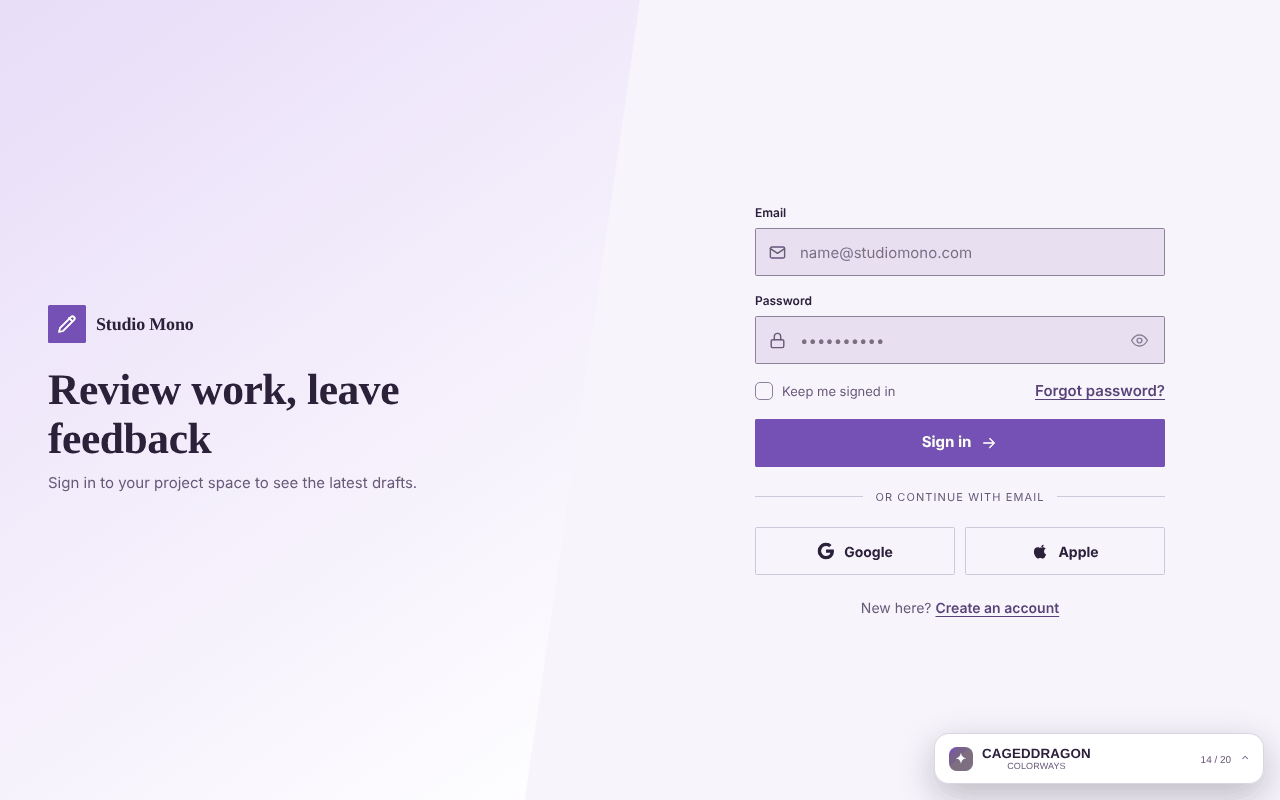 Studio Mono
Review work, leave
feedback
Sign in to your project space to see the latest drafts.
Email
name@studiomono.com
Password
••••••••••
Keep me signed in
Forgot password?
Sign in
OR CONTINUE WITH EMAIL
Google
Apple
New here? Create an account
CAGEDDRAGON
COLORWAYS
14 / 20